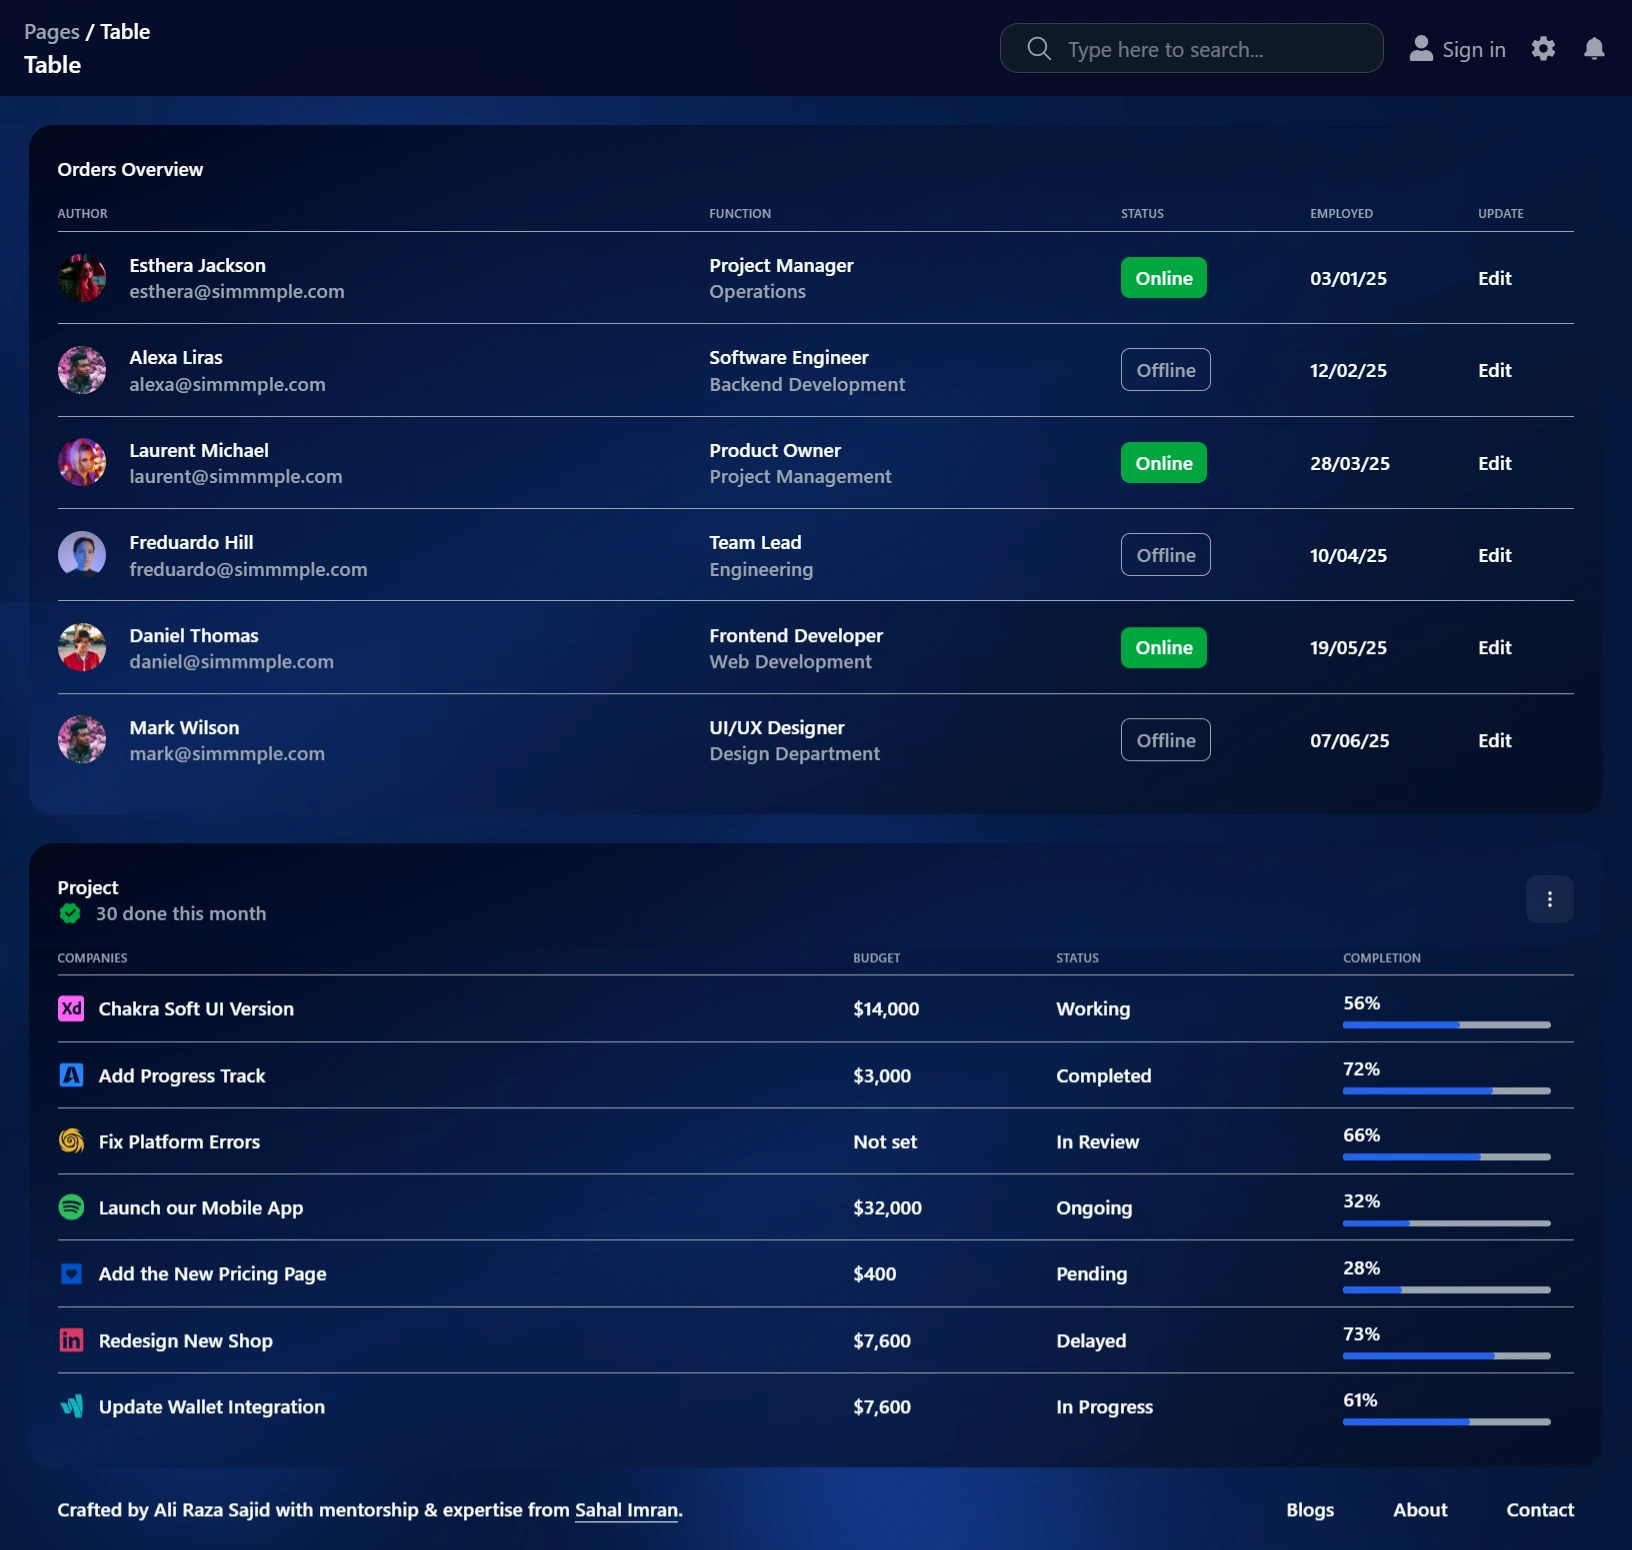 Pages / Table
Table
Type here to search...
Sign in
Orders Overview
AUTHOR FUNCTION STATUS EMPLOYED UPDATE
Esthera Jackson
esthera@simmmple.com
Project Manager
Operations
Online
03/01/25
Edit
Alexa Liras
alexa@simmmple.com
Software Engineer
Backend Development
Offline
12/02/25
Edit
Laurent Michael
laurent@simmmple.com
Product Owner
Project Management
Online
28/03/25
Edit
Freduardo Hill
freduardo@simmmple.com
Team Lead
Engineering
Offline
10/04/25
Edit
Daniel Thomas
daniel@simmmple.com
Frontend Developer
Web Development
Online
19/05/25
Edit
Mark Wilson
mark@simmmple.com
UI/UX Designer
Design Department
Offline
07/06/25
Edit
Project
30 done this month
COMPANIES BUDGET STATUS COMPLETION
Xd Chakra Soft UI Version $14,000 Working 56%
Add Progress Track $3,000 Completed 72%
Fix Platform Errors Not set In Review 66%
Launch our Mobile App $32,000 Ongoing 32%
Add the New Pricing Page $400 Pending 28%
in Redesign New Shop $7,600 Delayed 73%
Update Wallet Integration $7,600 In Progress 61%
Crafted by Ali Raza Sajid with mentorship & expertise from Sahal Imran.
Blogs About Contact